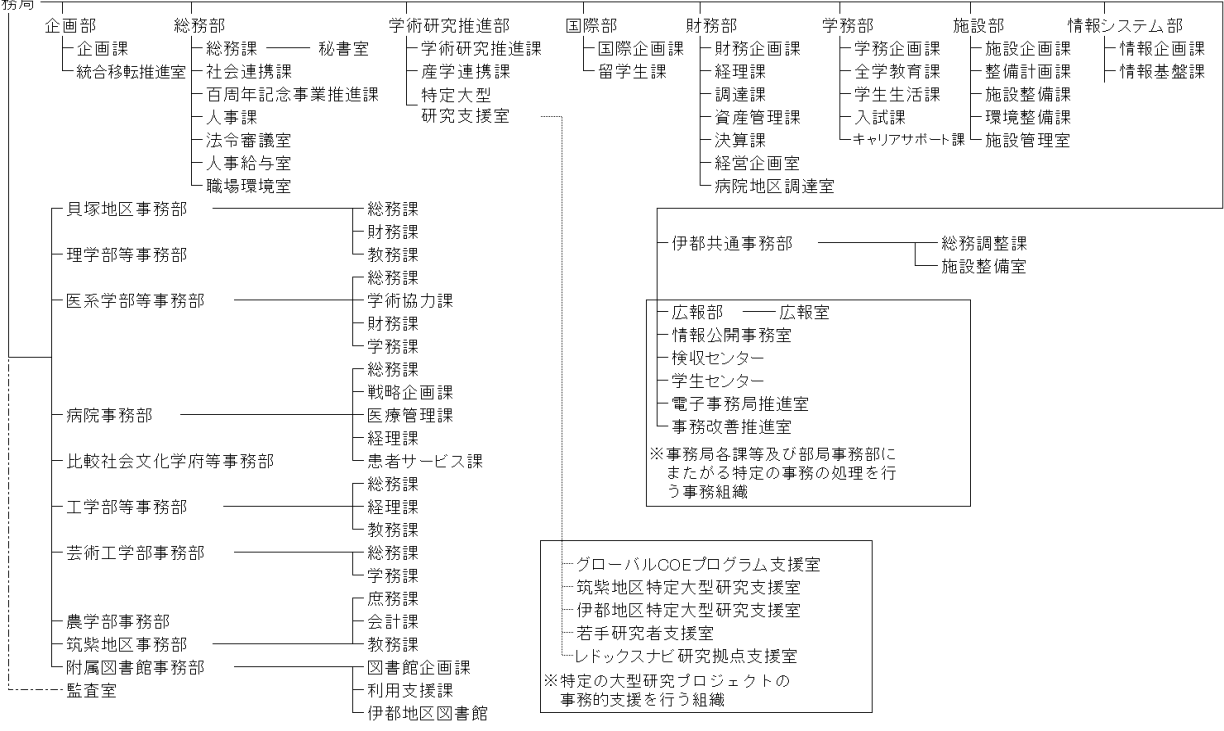 務局
企画部 総務部 学術研究推進部 国際部 財務部 学務部 施設部 情報システム部
企画課 総務課 秘書室 学術研究推進課 国際企画課 財務企画課 学務企画課 施設企画課 情報企画課
統合移転推進室 社会連携課 産学連携課 留学生課 経理課 全学教育課 整備計画課 情報基盤課
百周年記念事業推進課 特定大型 調達課 学生生活課 施設整備課
人事課 研究支援室 資産管理課 入試課 環境整備課
法令審議室 決算課 キャリアサポート課 施設管理室
人事給与室 経営企画室
職場環境室 病院地区調達室
貝塚地区事務部 総務課
財務課
理学部等事務部 教務課
伊都共通事務部 総務調整課
施設整備室
総務課
医系学部等事務部 学術協力課
財務課
学務課
広報部 広報室
情報公開事務室
検収センター
学生センター
電子事務局推進室
事務改善推進室
※事務局各課等及び部局事務部に
またがる特定の事務の処理を行
う事務組織
総務課
戦略企画課
病院事務部 医療管理課
経理課
比較社会文化学府等事務部 患者サービス課
総務課
工学部等事務部 経理課
教務課
芸術工学部事務部 総務課
学務課
庶務課
農学部事務部 会計課
筑紫地区事務部 教務課
附属図書館事務部 図書館企画課
監査室 利用支援課
伊都地区図書館
グローバルCOEプログラム支援室
筑紫地区特定大型研究支援室
伊都地区特定大型研究支援室
若手研究者支援室
レドックスナビ研究拠点支援室
※特定の大型研究プロジェクトの
事務的支援を行う組織